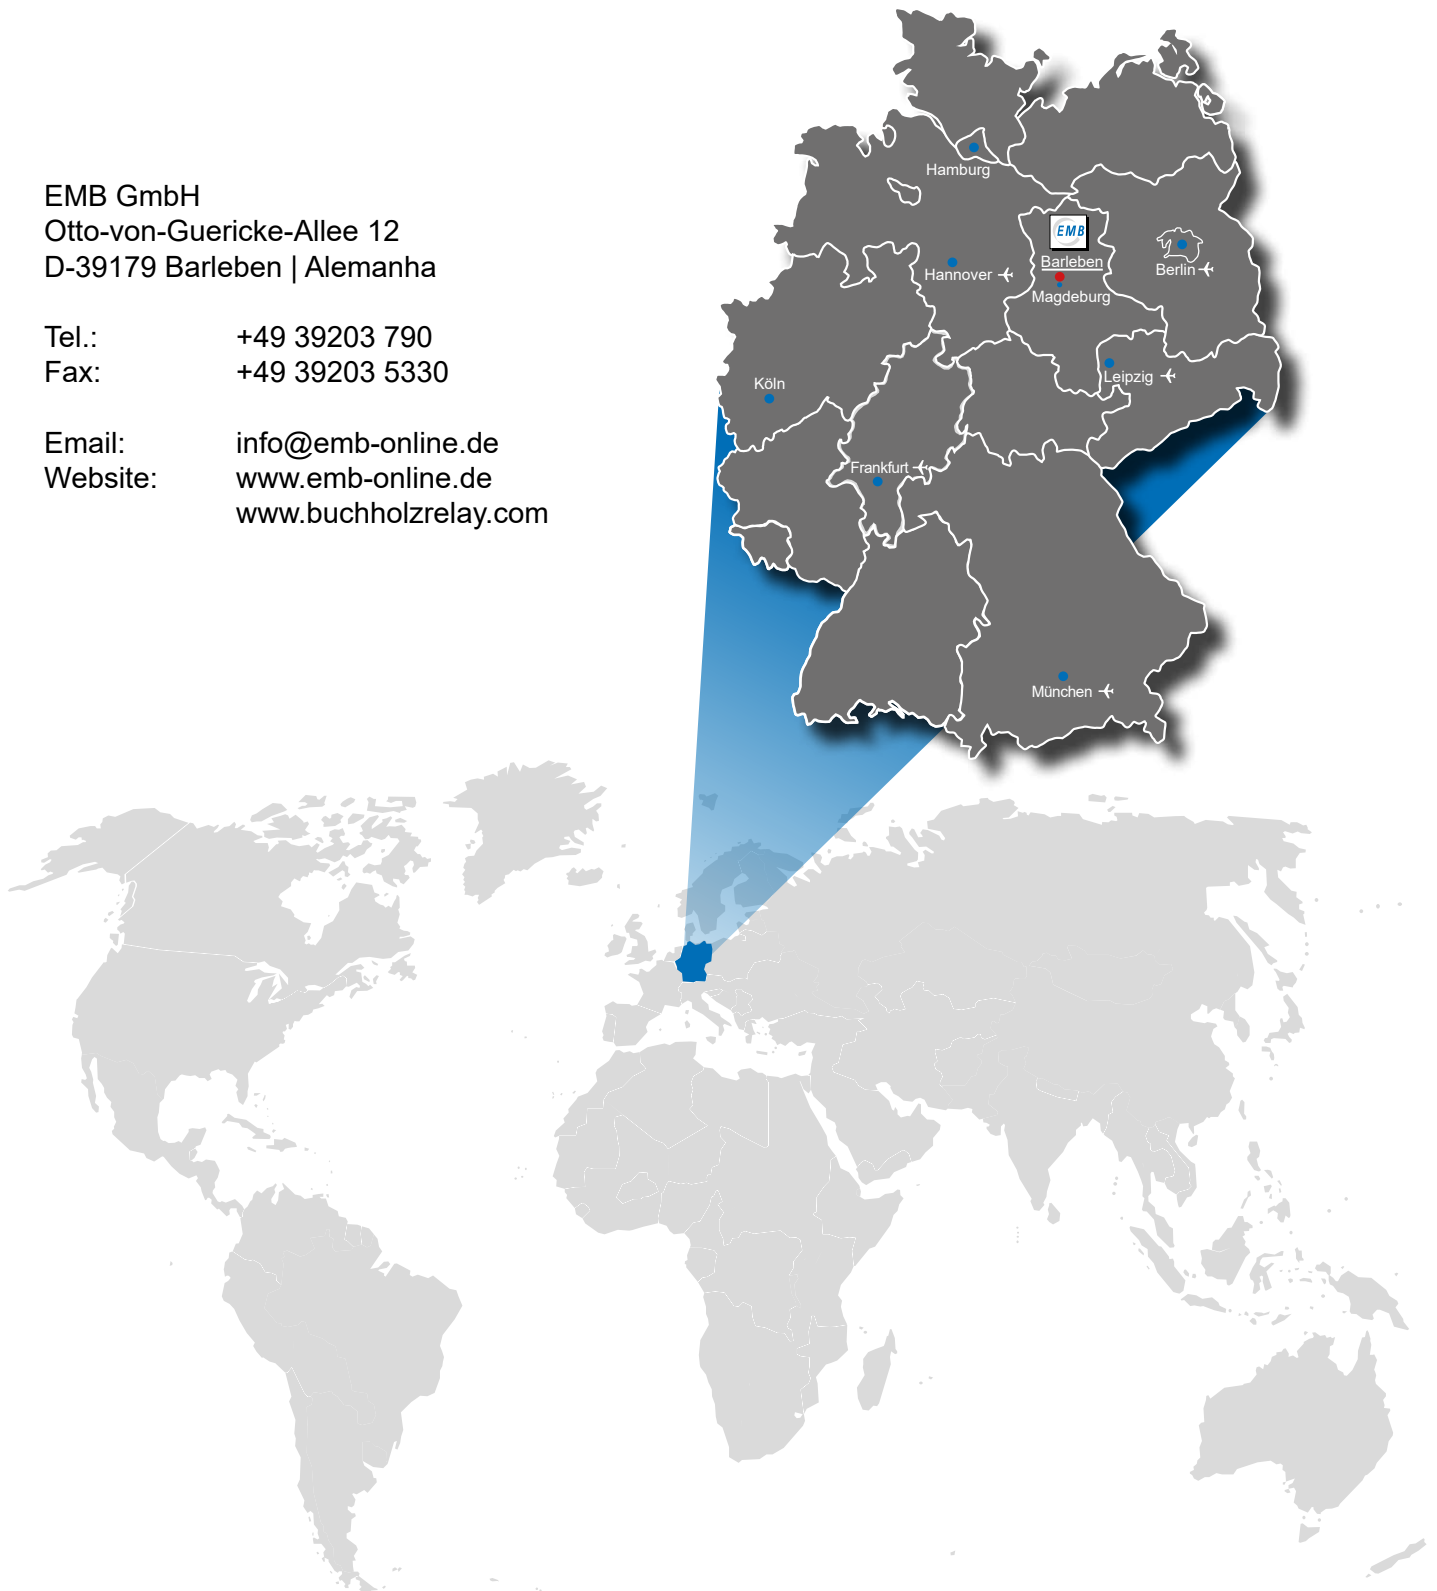 EMB GmbH
Otto-von-Guericke-Allee 12
D-39179 Barleben | Alemanha
Tel.: +49 39203 790
Fax: +49 39203 5330
Email: info@emb-online.de
Website: www.emb-online.de
www.buchholzrelay.com
Hamburg
EMB
Barleben
Berlin
Hannover
Magdeburg
Leipzig
Köln
Frankfurt
München